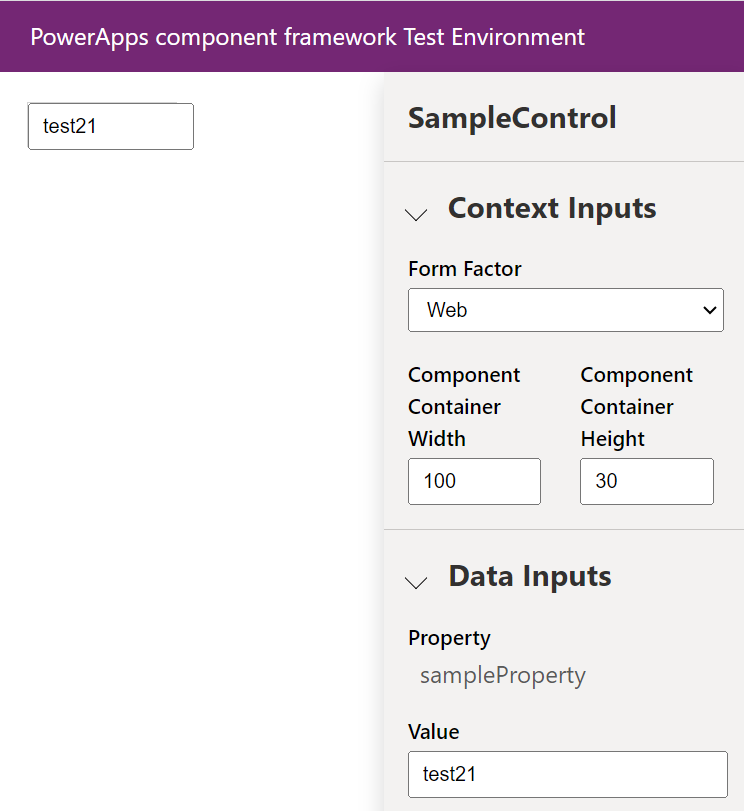 PowerApps component framework Test Environment
test21
SampleControl
Context Inputs
Form Factor
Web
Component Container Width
Component Container Height
100
30
Data Inputs
Property
sampleProperty
Value
test21